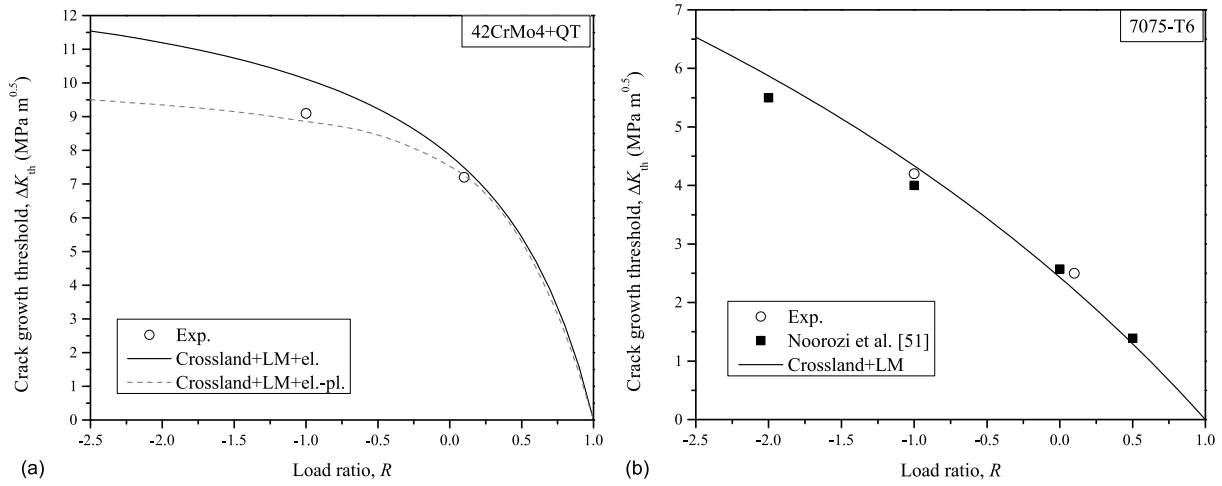 42CrMo4+QT
Crack growth threshold, ΔK_th (MPa m^0.5)
12
11
10
9
8
7
6
5
4
3
2
1
0
Exp.
Crossland+LM+el.
Crossland+LM+el.-pl.
-2.5 -2.0 -1.5 -1.0 -0.5 0.0 0.5 1.0
Load ratio, R
(a)
7075-T6
Crack growth threshold, ΔK_th (MPa m^0.5)
7
6
5
4
3
2
1
0
Exp.
Noorozi et al. [51]
Crossland+LM
-2.5 -2.0 -1.5 -1.0 -0.5 0.0 0.5 1.0
Load ratio, R
(b)